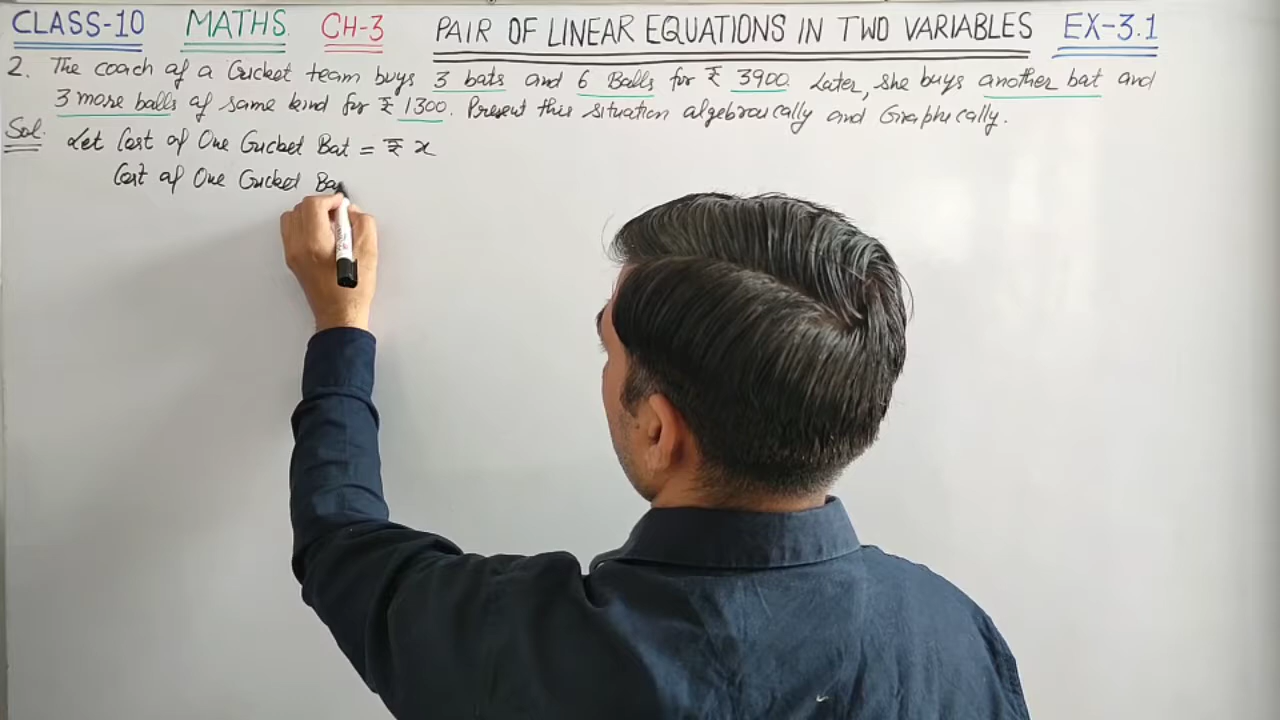 CLASS-10 MATHS CH-3 PAIR OF LINEAR EQUATIONS IN TWO VARIABLES EX-3.1
2. The coach of a Cricket team buys 3 bats and 6 Balls for ₹ 3900. Later, she buys another bat and
3 more balls of same kind for ₹ 1300. Present this situation algebraically and Graphically.
Sol. Let Cost of One Cricket Bat = ₹ x
Cost of One Cricket Ba